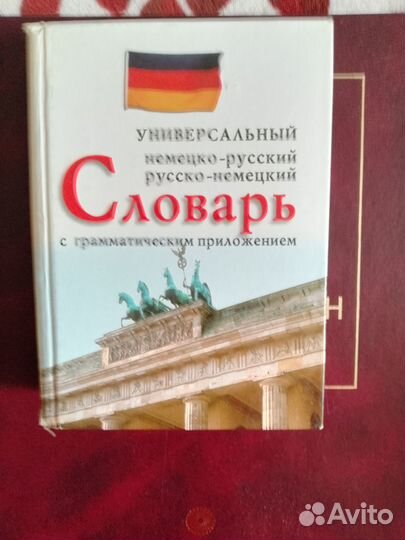 УНИВЕРСАЛЬНЫЙ
немецко-русский
русско-немецкий
Словарь
с грамматическим приложением
Н
Avito